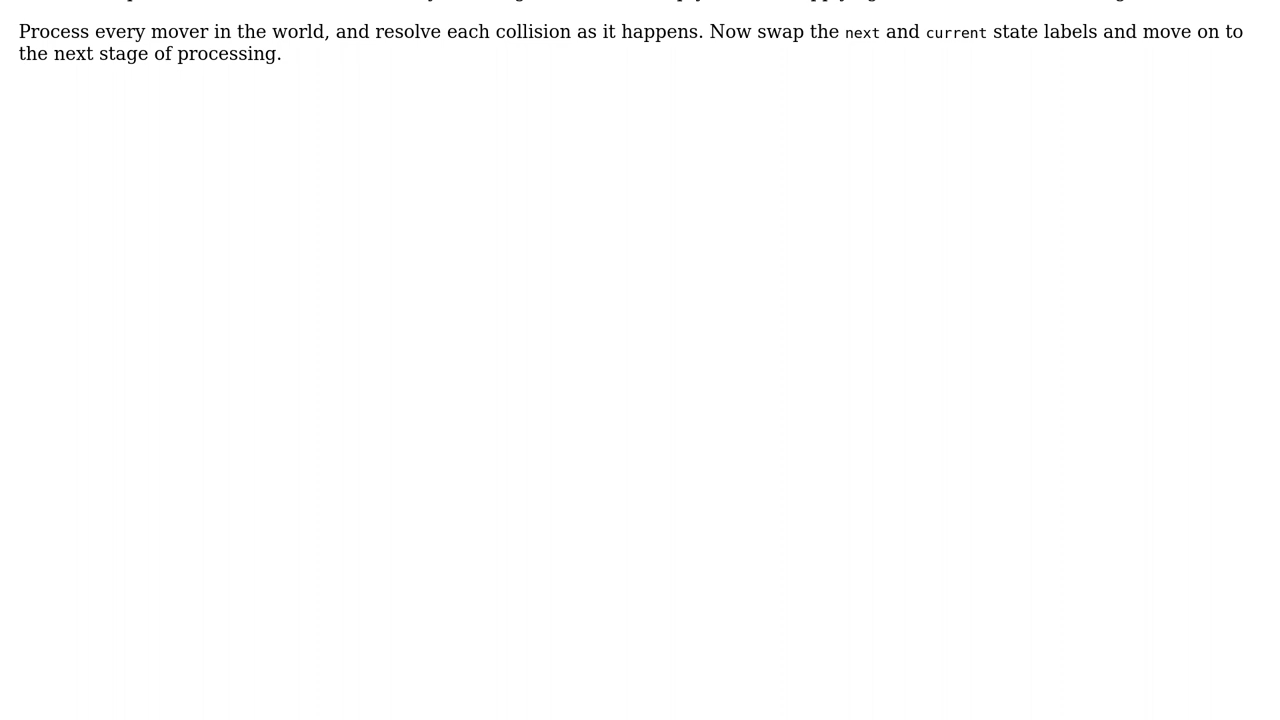 Process every mover in the world, and resolve each collision as it happens. Now swap the next and current state labels and move on to
the next stage of processing.